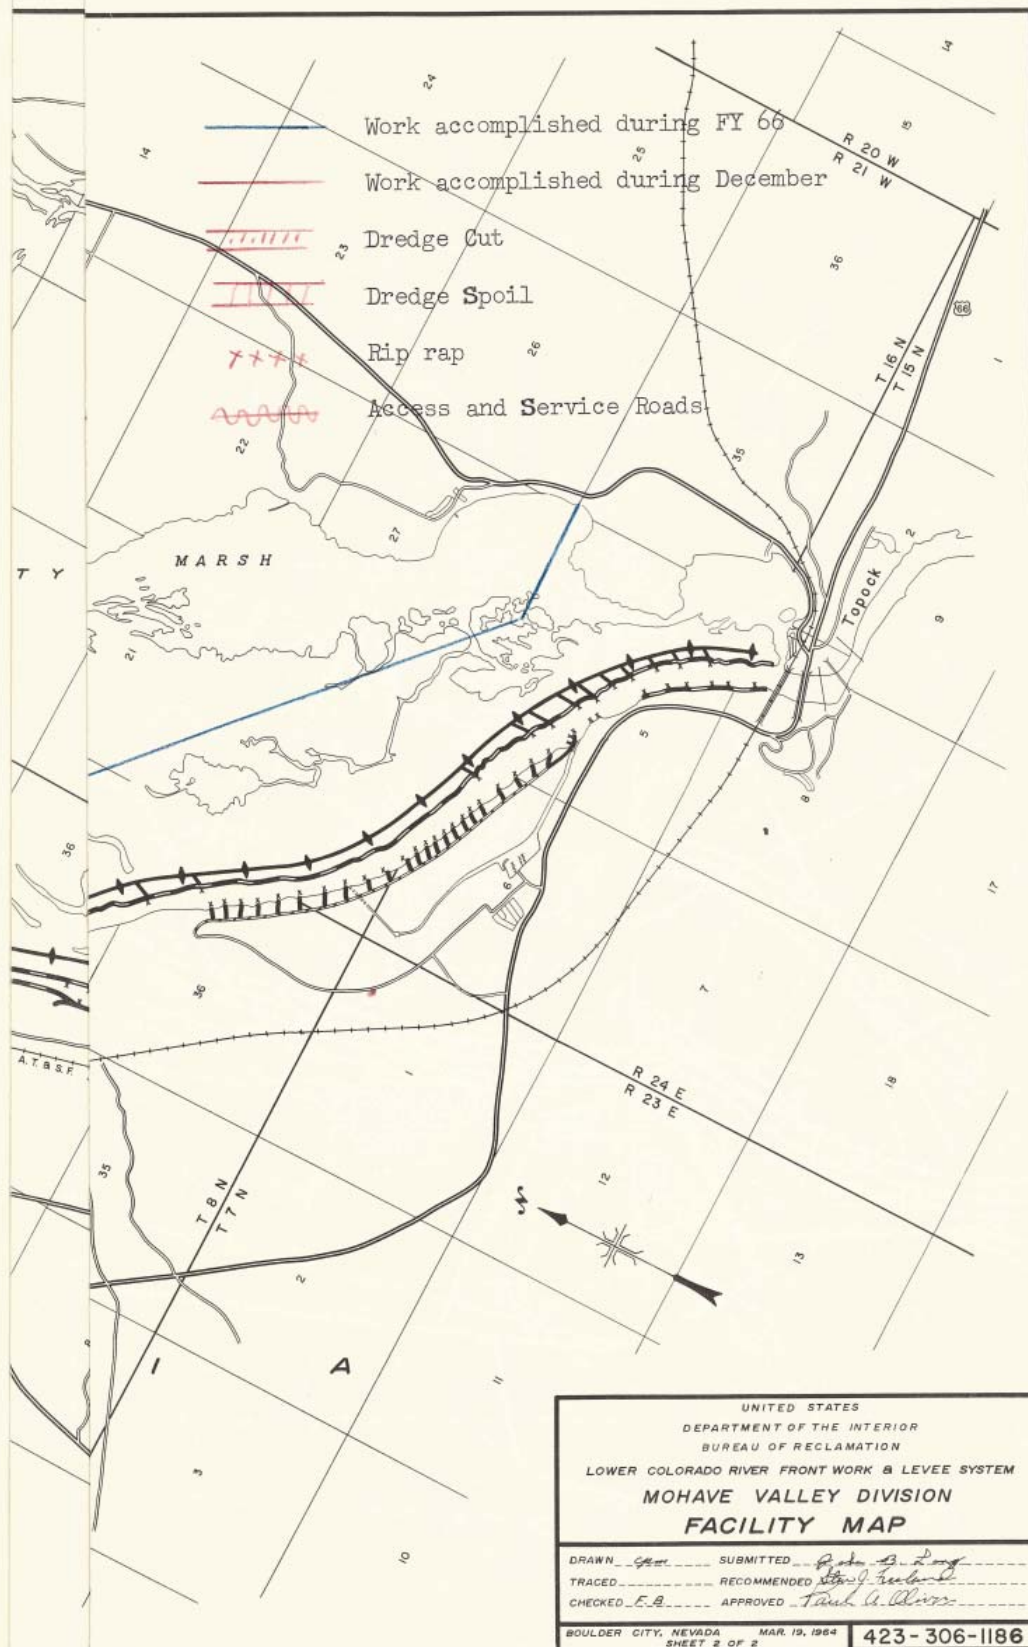 14
24
15
14
25
Work accomplished during FY 66
Work accomplished during December
R 20 W
R 21 W
Dredge Cut
23
36
Dredge Spoil
66
Rip rap
26
T 16 N
T 15 N
1
Access and Service Roads
22
35
27
2
MARSH
T Y
Topock
9
21
5
8
36
6
17
36
7
A.T. & S.F.
1
18
R 24 E
R 23 E
35
12
T 8 N
T 7 N
N
13
2
I A
11
3
10
UNITED STATES
DEPARTMENT OF THE INTERIOR
BUREAU OF RECLAMATION
LOWER COLORADO RIVER FRONT WORK & LEVEE SYSTEM
MOHAVE VALLEY DIVISION
FACILITY MAP
DRAWN SUBMITTED
TRACED RECOMMENDED
CHECKED F.B. APPROVED Paul A. Oliver
BOULDER CITY, NEVADA MAR. 19, 1964
SHEET 2 OF 2
423-306-1186